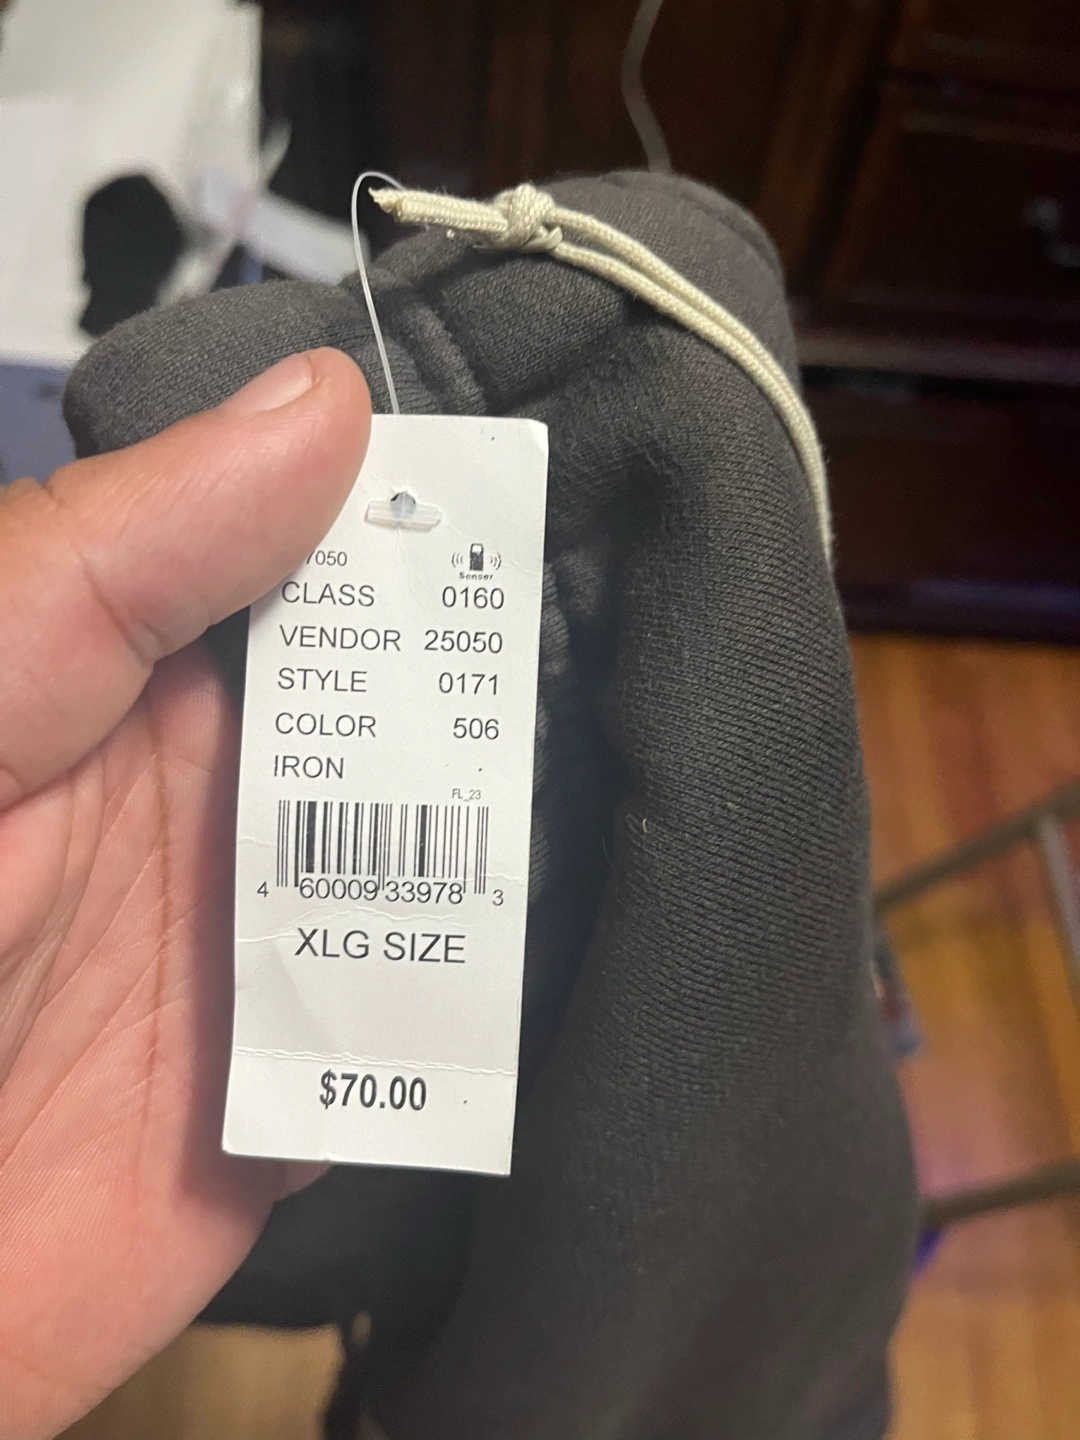 7050
Sensor
CLASS 0160
VENDOR 25050
STYLE 0171
COLOR 506
IRON
FL_23
4 60009 33978 3
XLG SIZE
$70.00